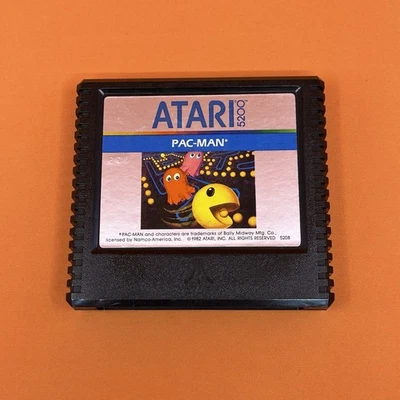 ATARI 5200™
PAC-MAN*
*PAC-MAN and characters are trademarks of Bally Midway Mfg. Co.,
licensed by Namco-America, Inc. ©1982 ATARI, INC. ALL RIGHTS RESERVED 5208